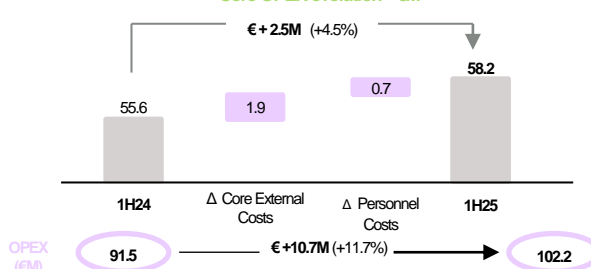 € + 2.5M (+4.5%)
58.2
0.7
55.6
1.9
1H24
Δ Core External Costs
Δ Personnel Costs
1H25
OPEX
(€M)
91.5
€ +10.7M (+11.7%)
102.2